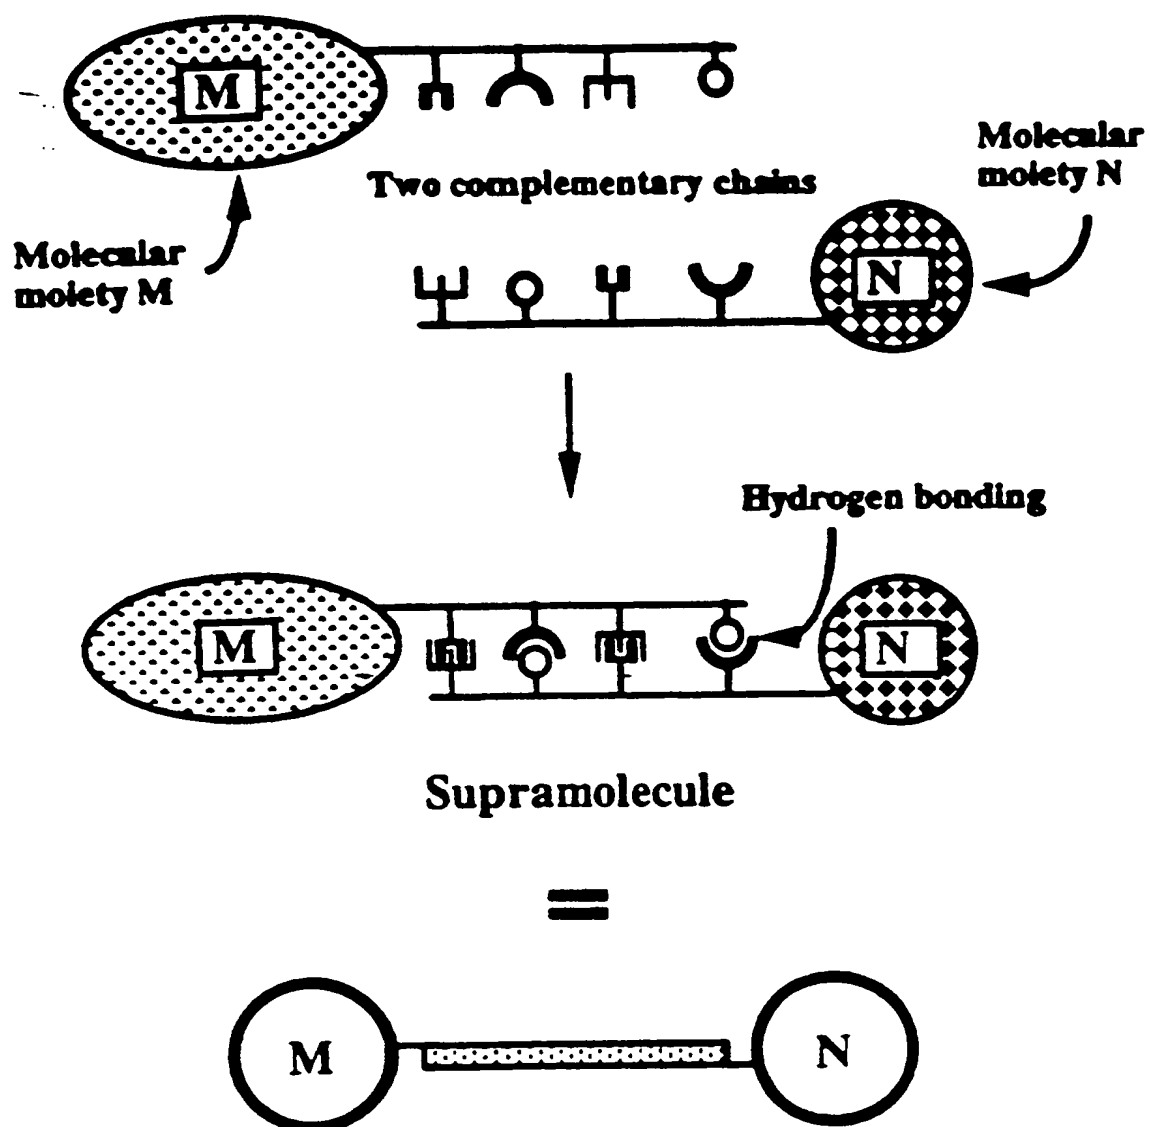 M
Molecular
moiety N
Two complementary chains
Molecular
moiety M
N
Hydrogen bonding
M
N
Supramolecule
=
M
N